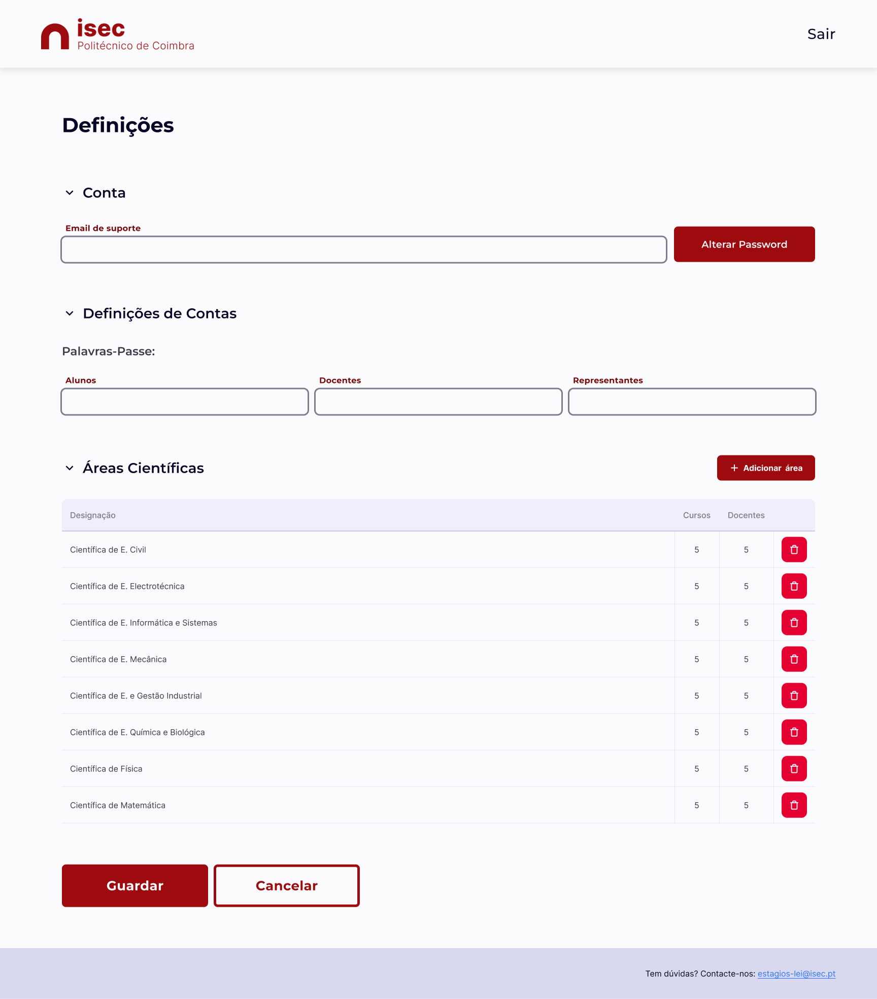 isec
Politécnico de Coimbra
Sair
Definições
Conta
Email de suporte
Alterar Password
Definições de Contas
Palavras-Passe:
Alunos Docentes Representantes
Áreas Científicas
Adicionar área
Designação Cursos Docentes
Científica de E. Civil 5 5
Científica de E. Electrotécnica 5 5
Científica de E. Informática e Sistemas 5 5
Científica de E. Mecânica 5 5
Científica de E. e Gestão Industrial 5 5
Científica de E. Química e Biológica 5 5
Científica de Física 5 5
Científica de Matemática 5 5
Guardar Cancelar
Tem dúvidas? Contacte-nos: estagios-lei@isec.pt